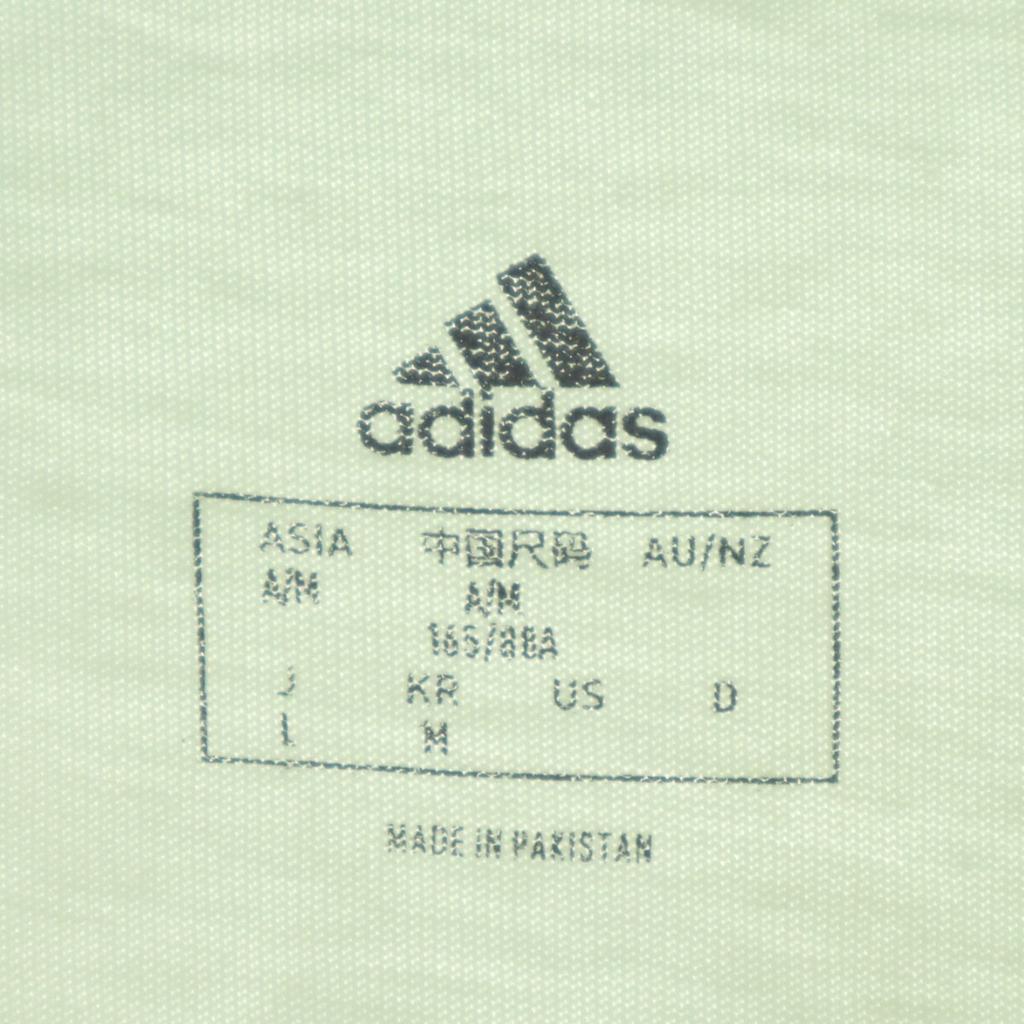 adidas
ASIA 中国尺码 AU/NZ
A/M A/M
165/88A
J KR US D
L M
MADE IN PAKISTAN